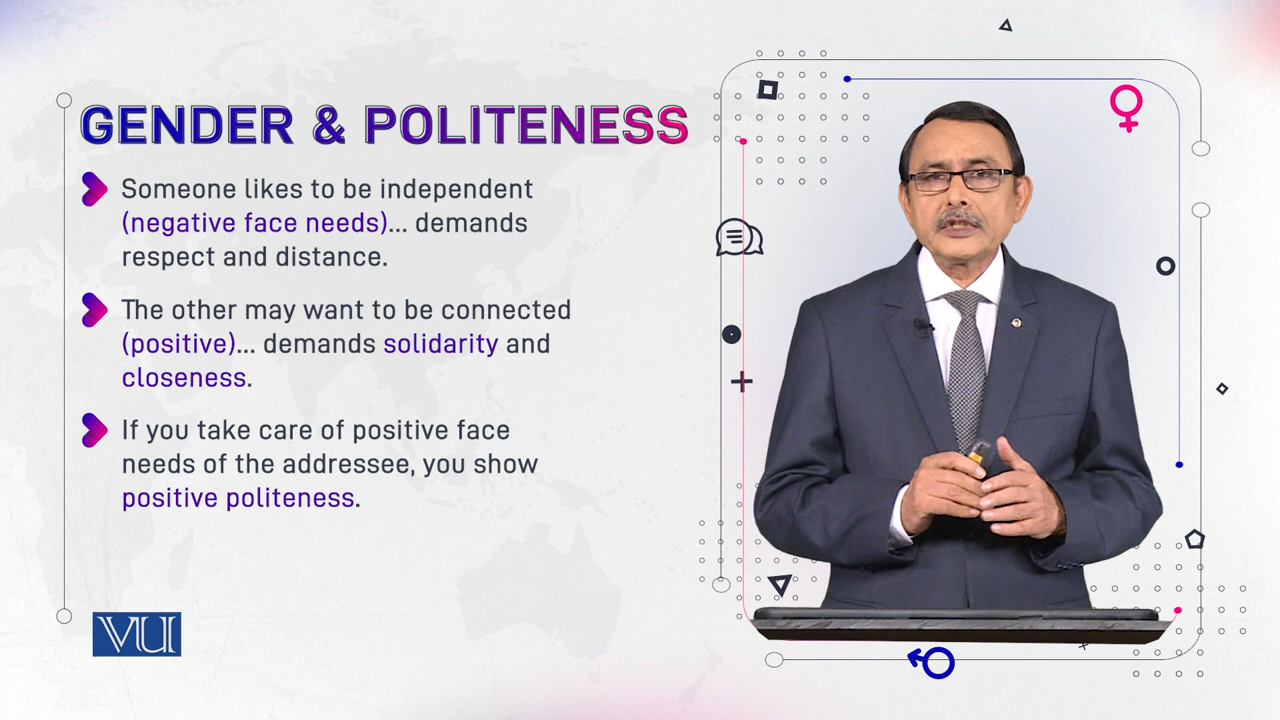 GENDER & POLITENESS
Someone likes to be independent
(negative face needs)... demands
respect and distance.
The other may want to be connected
(positive)... demands solidarity and
closeness.
If you take care of positive face
needs of the addressee, you show
positive politeness.
VU